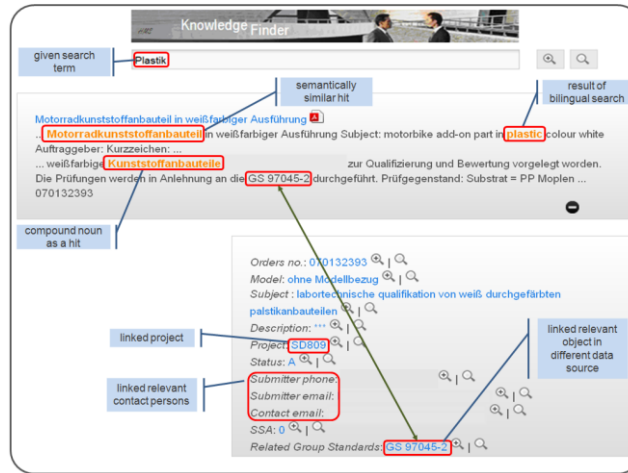 Knowledge Finder
given search
term
Plastik
semantically
similar hit
result of
bilingual search
Motorradkunststoffanbauteil in weißfarbiger Ausführung
... Motorradkunststoffanbauteil in weißfarbiger Ausführung Subject: motorbike add-on part in plastic colour white
Auftraggeber: Kurzzeichen: ...
... weißfarbige Kunststoffanbauteile zur Qualifizierung und Bewertung vorgelegt worden.
Die Prüfungen werden in Anlehnung an die GS 97045-2 durchgeführt. Prüfgegenstand: Substrat = PP Moplen ...
070132393
compound noun
as a hit
Orders no.: 070132393 |
Model: ohne Modellbezug |
Subject : labortechnische qualifikation von weiß durchgefärbten
palstikanbauteilen |
Description: *** |
linked project
Project: SD809 |
Status: A |
linked relevant
object in
different data
source
linked relevant
contact persons
Submitter phone: |
Submitter email: |
Contact email: |
SSA: 0 |
Related Group Standards: GS 97045-2 |